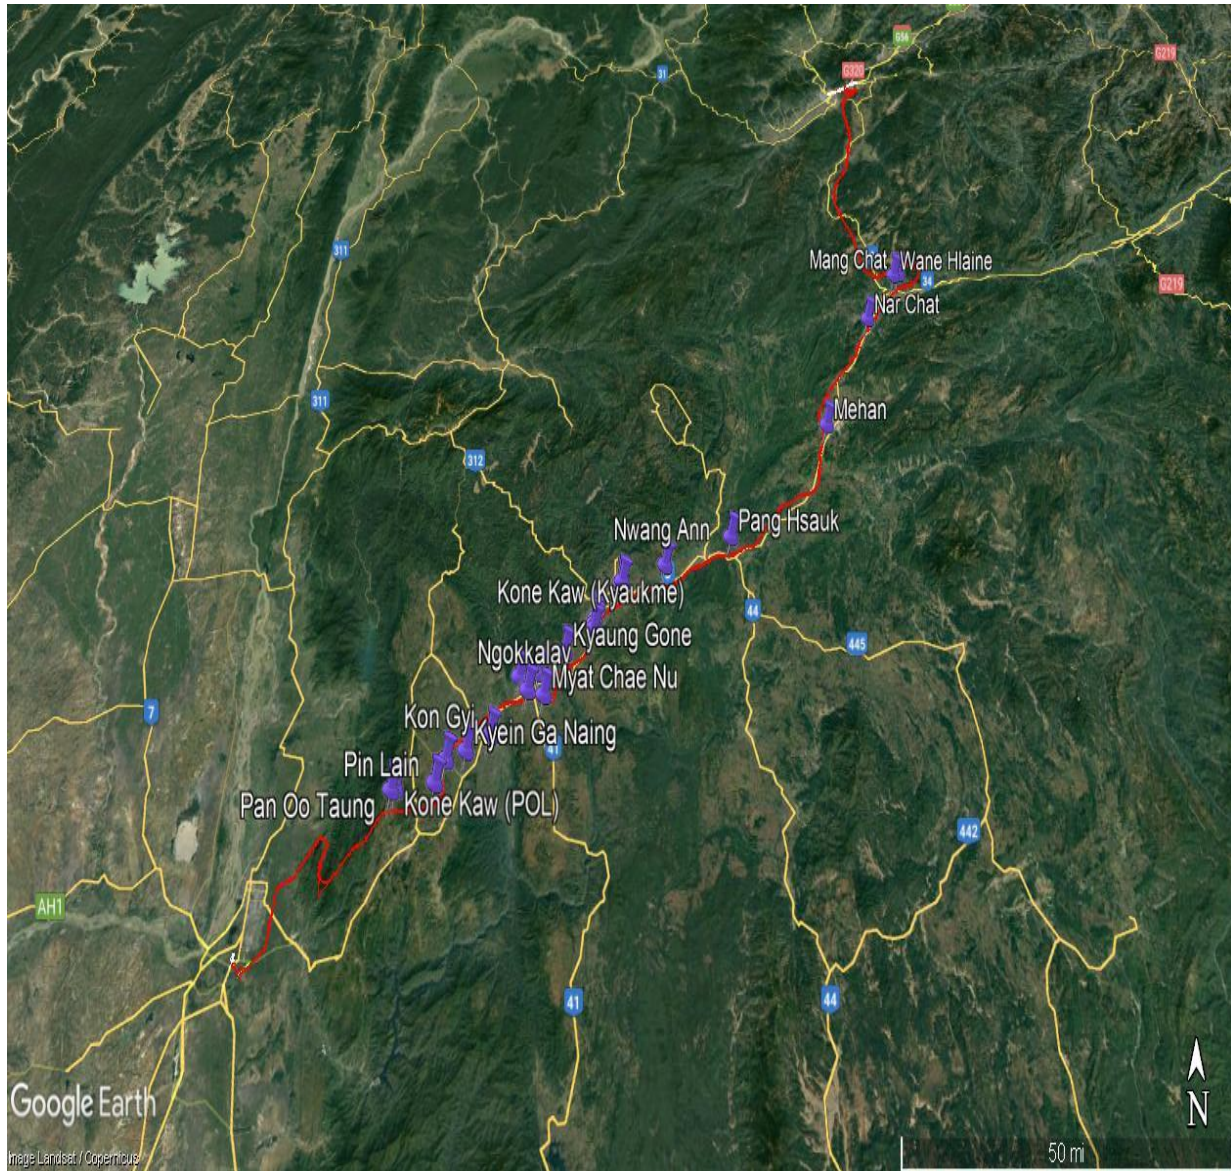 G56
G320
G219
31
311
Mang Chat
Wane Hlaine
34
G219
Nar Chat
311
Mehan
312
Pang Hsauk
Nwang Ann
Kone Kaw (Kyaukme)
44
Kyaung Gone
445
Ngokkalay
Myat Chae Nu
7
Kon Gyi
Kyein Ga Naing
41
Pin Lain
Pan Oo Taung
Kone Kaw (POL)
442
AH1
44
41
N
Google Earth
50 mi
Image Landsat / Copernicus